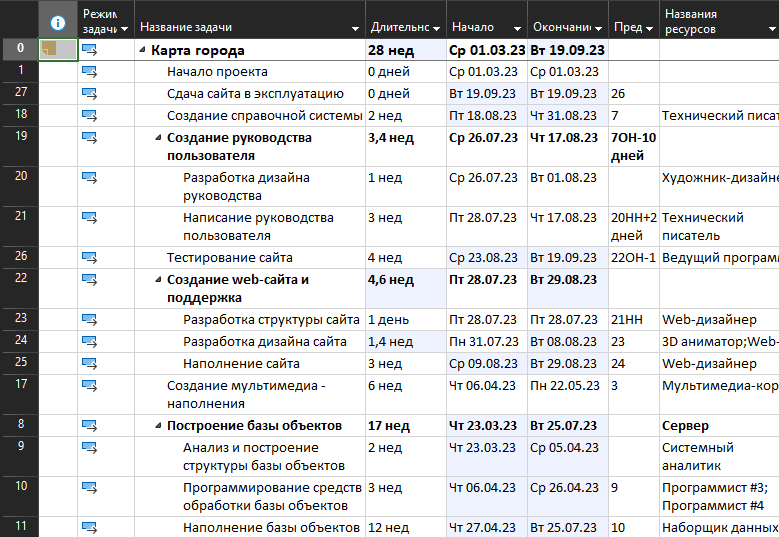 Режим задачи Название задачи Длительнос Начало Окончание Пред Названия ресурсов
0 Карта города 28 нед Ср 01.03.23 Вт 19.09.23
1 Начало проекта 0 дней Ср 01.03.23 Ср 01.03.23
27 Сдача сайта в эксплуатацию 0 дней Вт 19.09.23 Вт 19.09.23 26
18 Создание справочной системы 2 нед Пт 18.08.23 Чт 31.08.23 7 Технический писат
19 Создание руководства пользователя 3,4 нед Ср 26.07.23 Чт 17.08.23 7ОН-10 дней
20 Разработка дизайна руководства 1 нед Ср 26.07.23 Вт 01.08.23 Художник-дизайне
21 Написание руководства пользователя 3 нед Пт 28.07.23 Чт 17.08.23 20НН+2 дней Технический писатель
26 Тестирование сайта 4 нед Ср 23.08.23 Вт 19.09.23 22ОН-1 Ведущий програм
22 Создание web-сайта и поддержка 4,6 нед Пт 28.07.23 Вт 29.08.23
23 Разработка структуры сайта 1 день Пт 28.07.23 Пт 28.07.23 21НН Web-дизайнер
24 Разработка дизайна сайта 1,4 нед Пн 31.07.23 Вт 08.08.23 23 3D аниматор;Web-
25 Наполнение сайта 3 нед Ср 09.08.23 Вт 29.08.23 24 Web-дизайнер
17 Создание мультимедиа - наполнения 6 нед Чт 06.04.23 Пн 22.05.23 3 Мультимедиа-кор
8 Построение базы объектов 17 нед Чт 23.03.23 Вт 25.07.23 Сервер
9 Анализ и построение структуры базы объектов 2 нед Чт 23.03.23 Ср 05.04.23 Системный аналитик
10 Программирование средств обработки базы объектов 3 нед Чт 06.04.23 Ср 26.04.23 9 Программист #3; Программист #4
11 Наполнение базы объектов 12 нед Чт 27.04.23 Вт 25.07.23 10 Наборщик данных